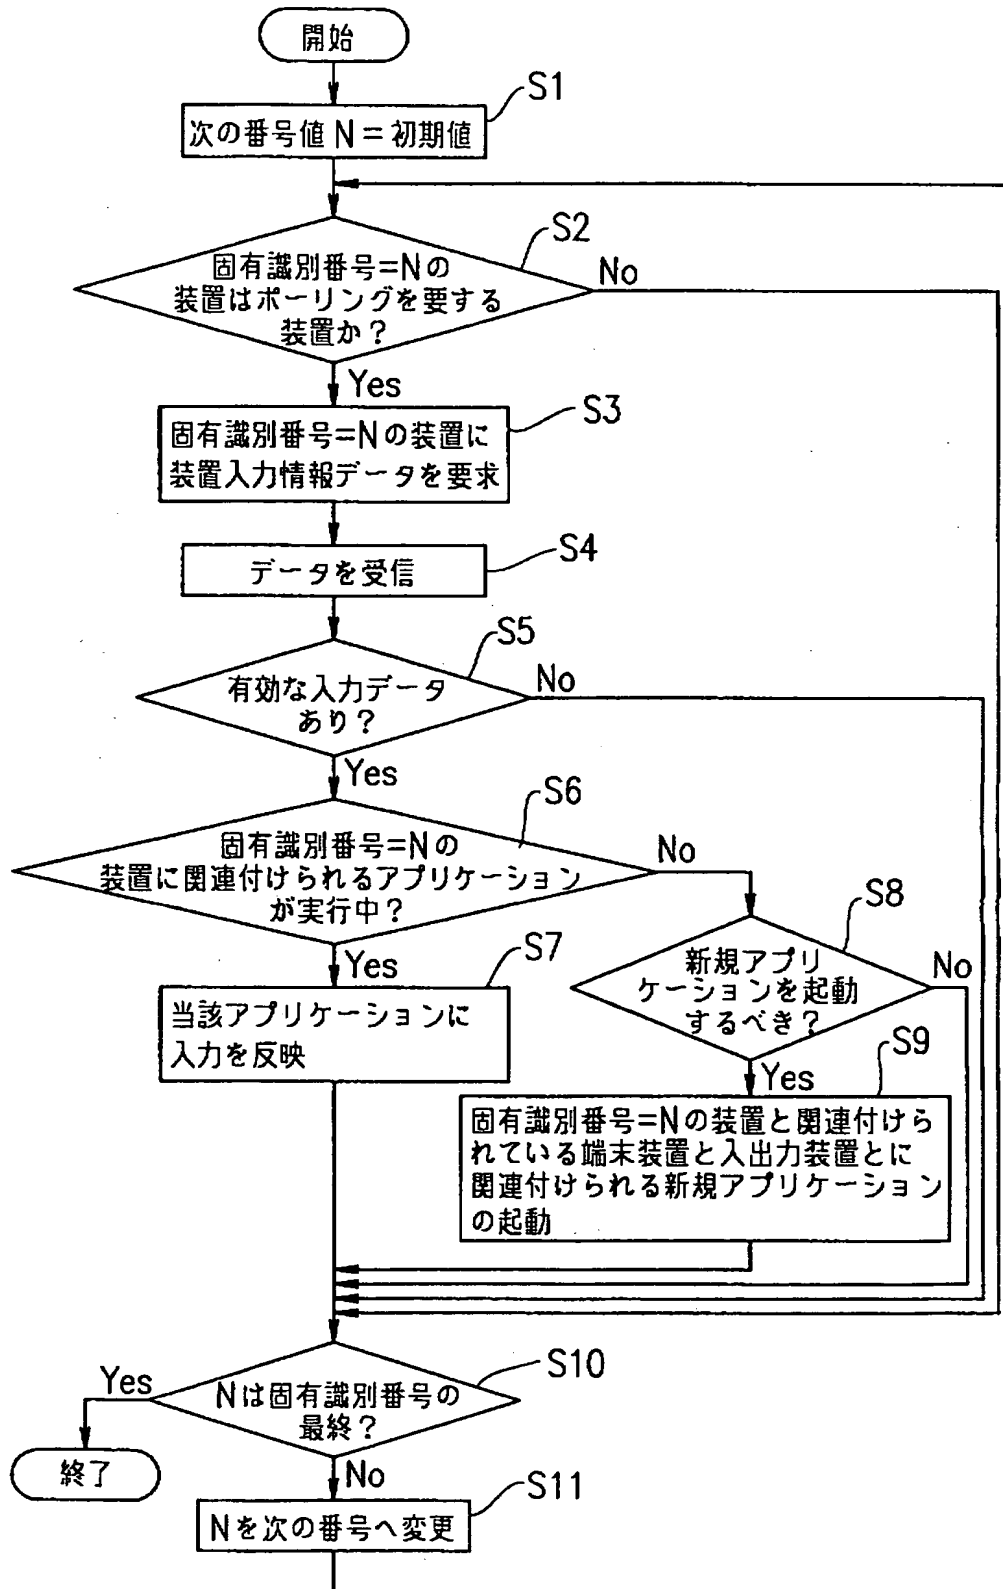 開始
S1
次の番号値N=初期値
S2
固有識別番号=Nの
装置はポーリングを要する
装置か?
No
Yes
S3
固有識別番号=Nの装置に
装置入力情報データを要求
S4
データを受信
S5
有効な入力データ
あり?
No
Yes
S6
固有識別番号=Nの
装置に関連付けられるアプリケーション
が実行中?
No
Yes
S7
当該アプリケーションに
入力を反映
S8
新規アプリ
ケーションを起動
するべき?
No
Yes
S9
固有識別番号=Nの装置と関連付けら
れている端末装置と入出力装置とに
関連付けられる新規アプリケーション
の起動
S10
Nは固有識別番号の
最終?
Yes
終了
No
S11
Nを次の番号へ変更